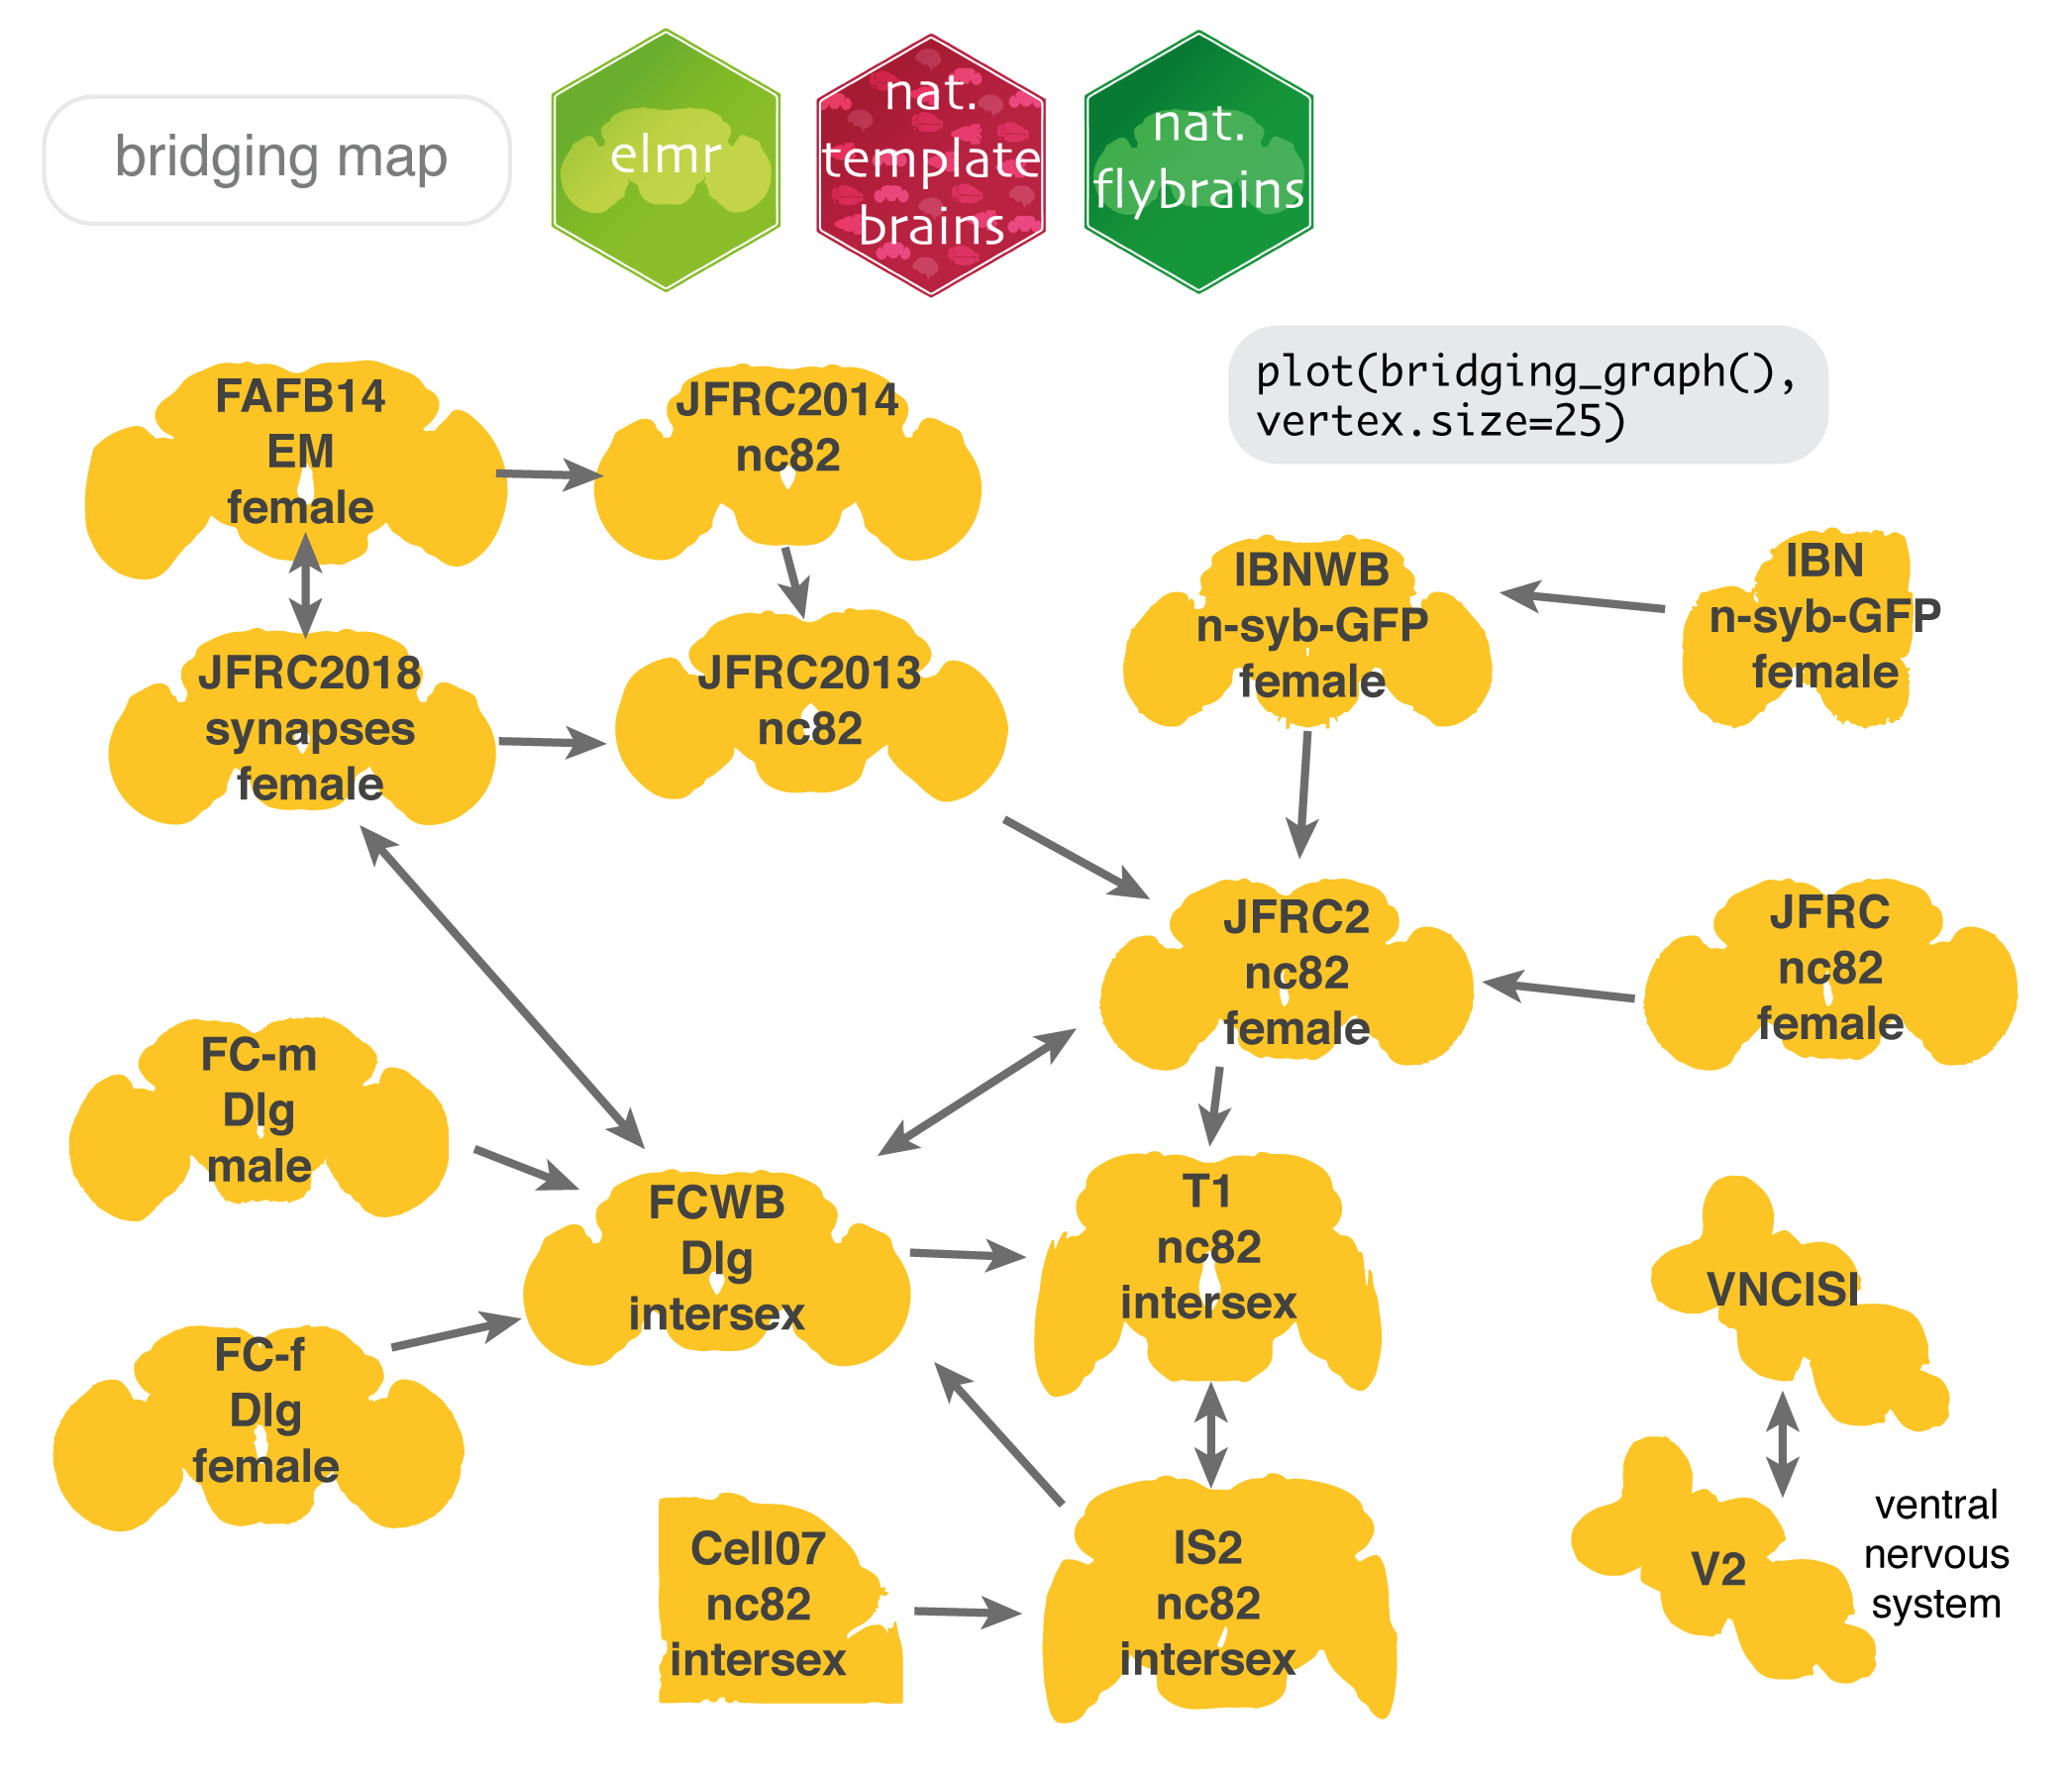 bridging map
elmr
nat.
template
brains
nat.
flybrains
plot(bridging_graph(),
vertex.size=25)
FAFB14
EM
female
JFRC2014
nc82
IBNWB
n-syb-GFP
female
IBN
n-syb-GFP
female
JFRC2018
synapses
female
JFRC2013
nc82
JFRC2
nc82
female
JFRC
nc82
female
FC-m
Dlg
male
FCWB
Dlg
intersex
T1
nc82
intersex
VNCISI
FC-f
Dlg
female
Cell07
nc82
intersex
IS2
nc82
intersex
V2
ventral
nervous
system